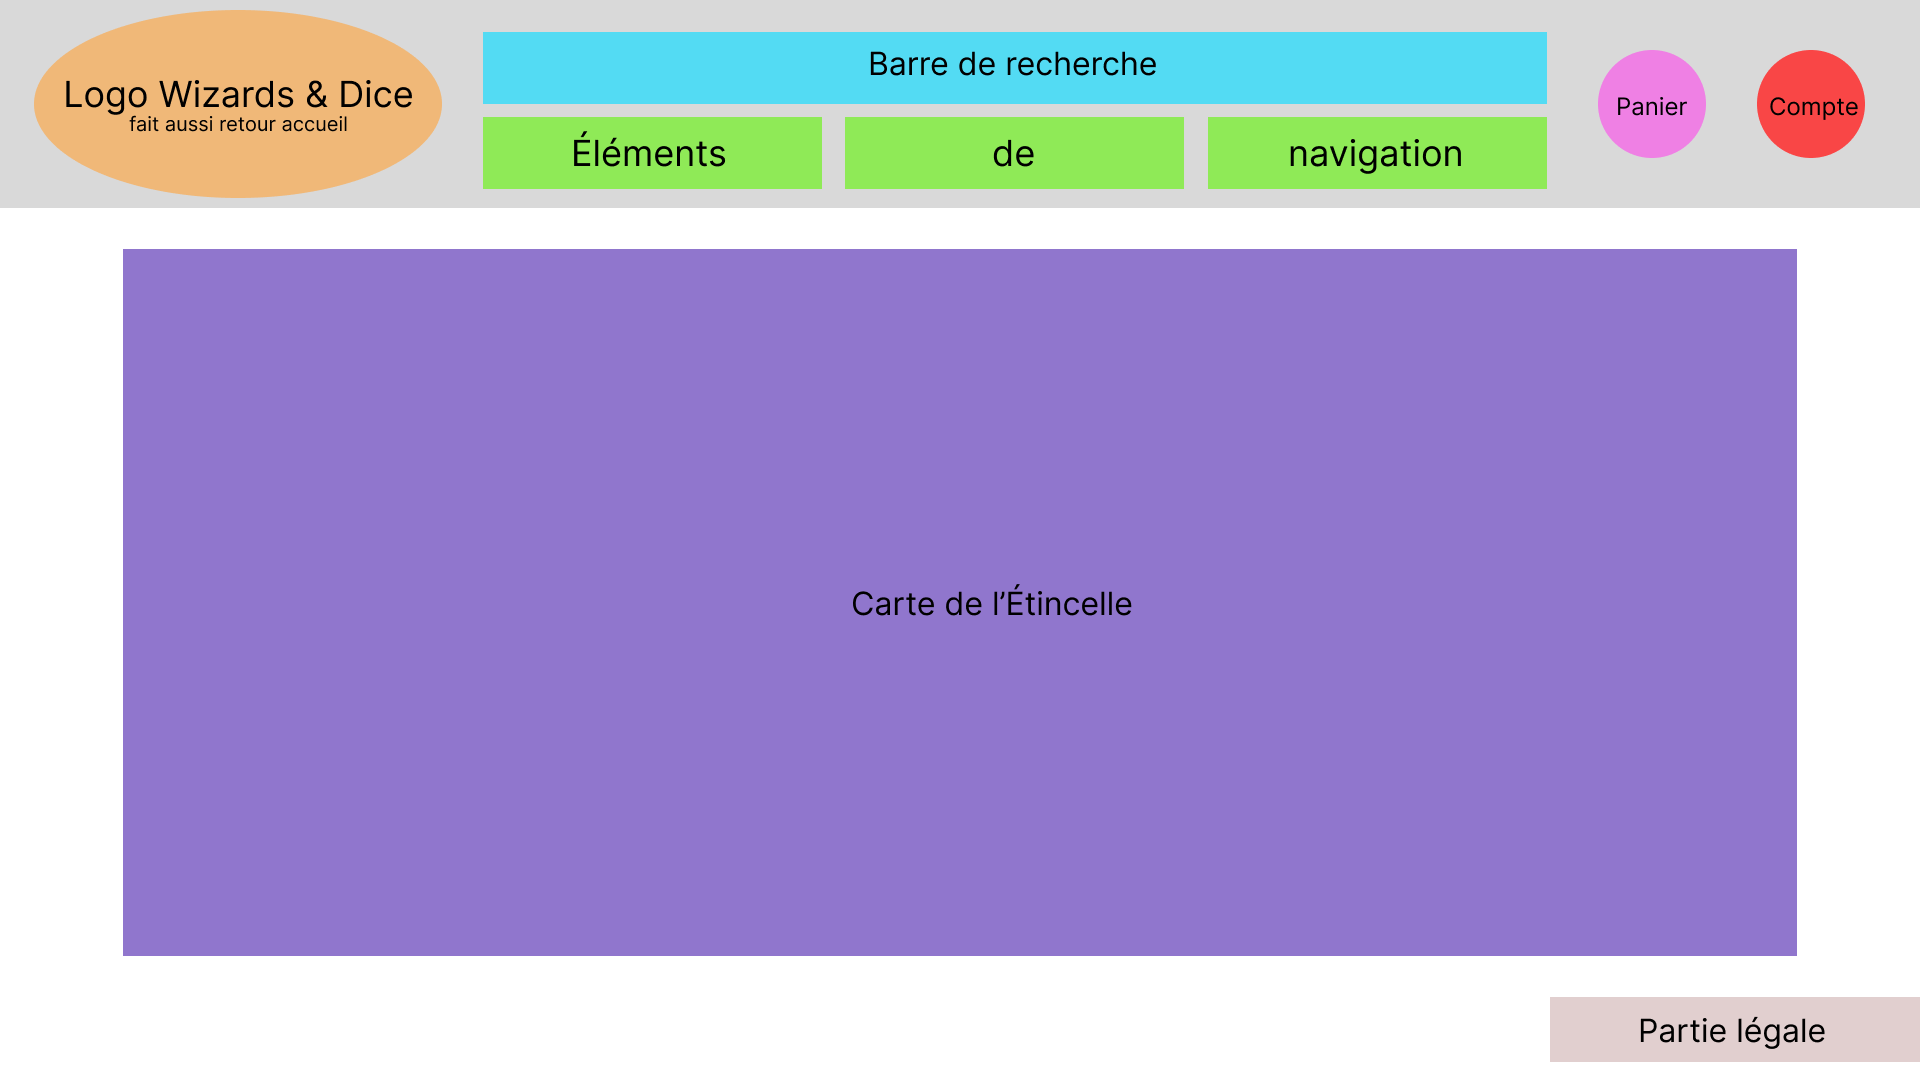 Logo Wizards & Dice
fait aussi retour accueil
Barre de recherche
Éléments
de
navigation
Panier
Compte
Carte de l’Étincelle
Partie légale